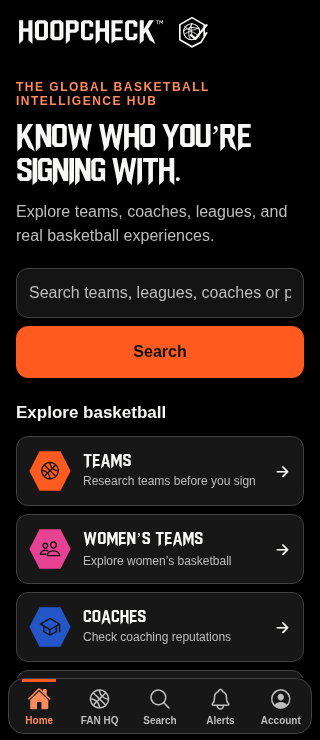 HOOPCHECK™
THE GLOBAL BASKETBALL
INTELLIGENCE HUB
KNOW WHO YOU'RE
SIGNING WITH.
Explore teams, coaches, leagues, and
real basketball experiences.
Search teams, leagues, coaches or p
Search
Explore basketball
TEAMS
Research teams before you sign
WOMEN'S TEAMS
Explore women's basketball
COACHES
Check coaching reputations
Home
FAN HQ
Search
Alerts
Account